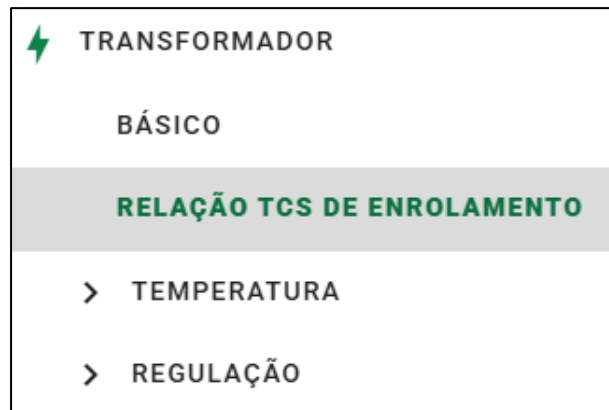 TRANSFORMADOR
BÁSICO
RELAÇÃO TCS DE ENROLAMENTO
TEMPERATURA
REGULAÇÃO